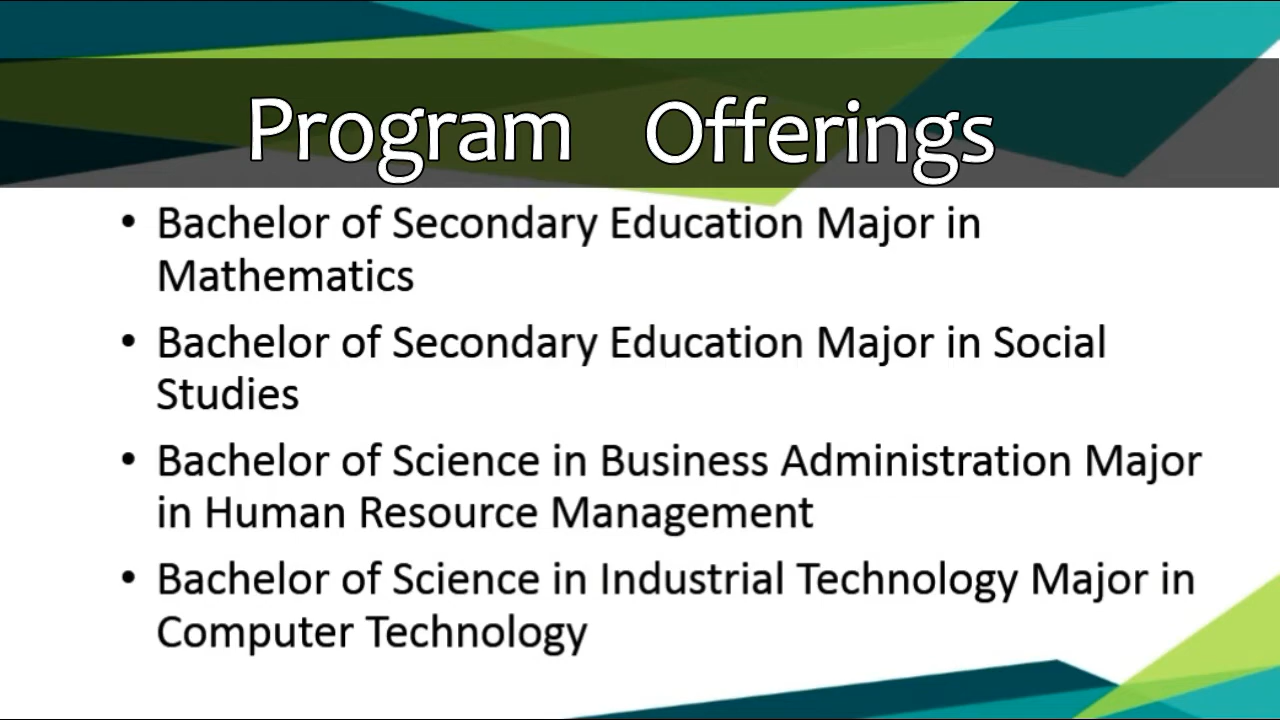 Program Offerings
• Bachelor of Secondary Education Major in
Mathematics
• Bachelor of Secondary Education Major in Social
Studies
• Bachelor of Science in Business Administration Major
in Human Resource Management
• Bachelor of Science in Industrial Technology Major in
Computer Technology